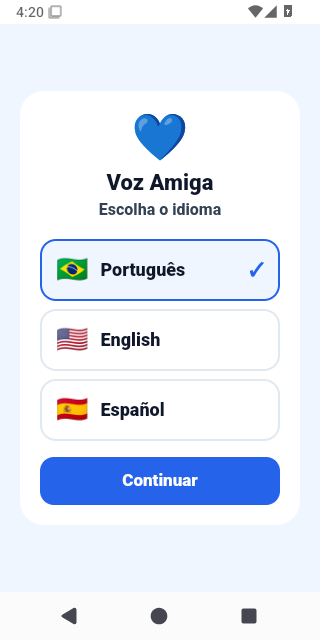 4:20
Voz Amiga
Escolha o idioma
Português
English
Español
Continuar